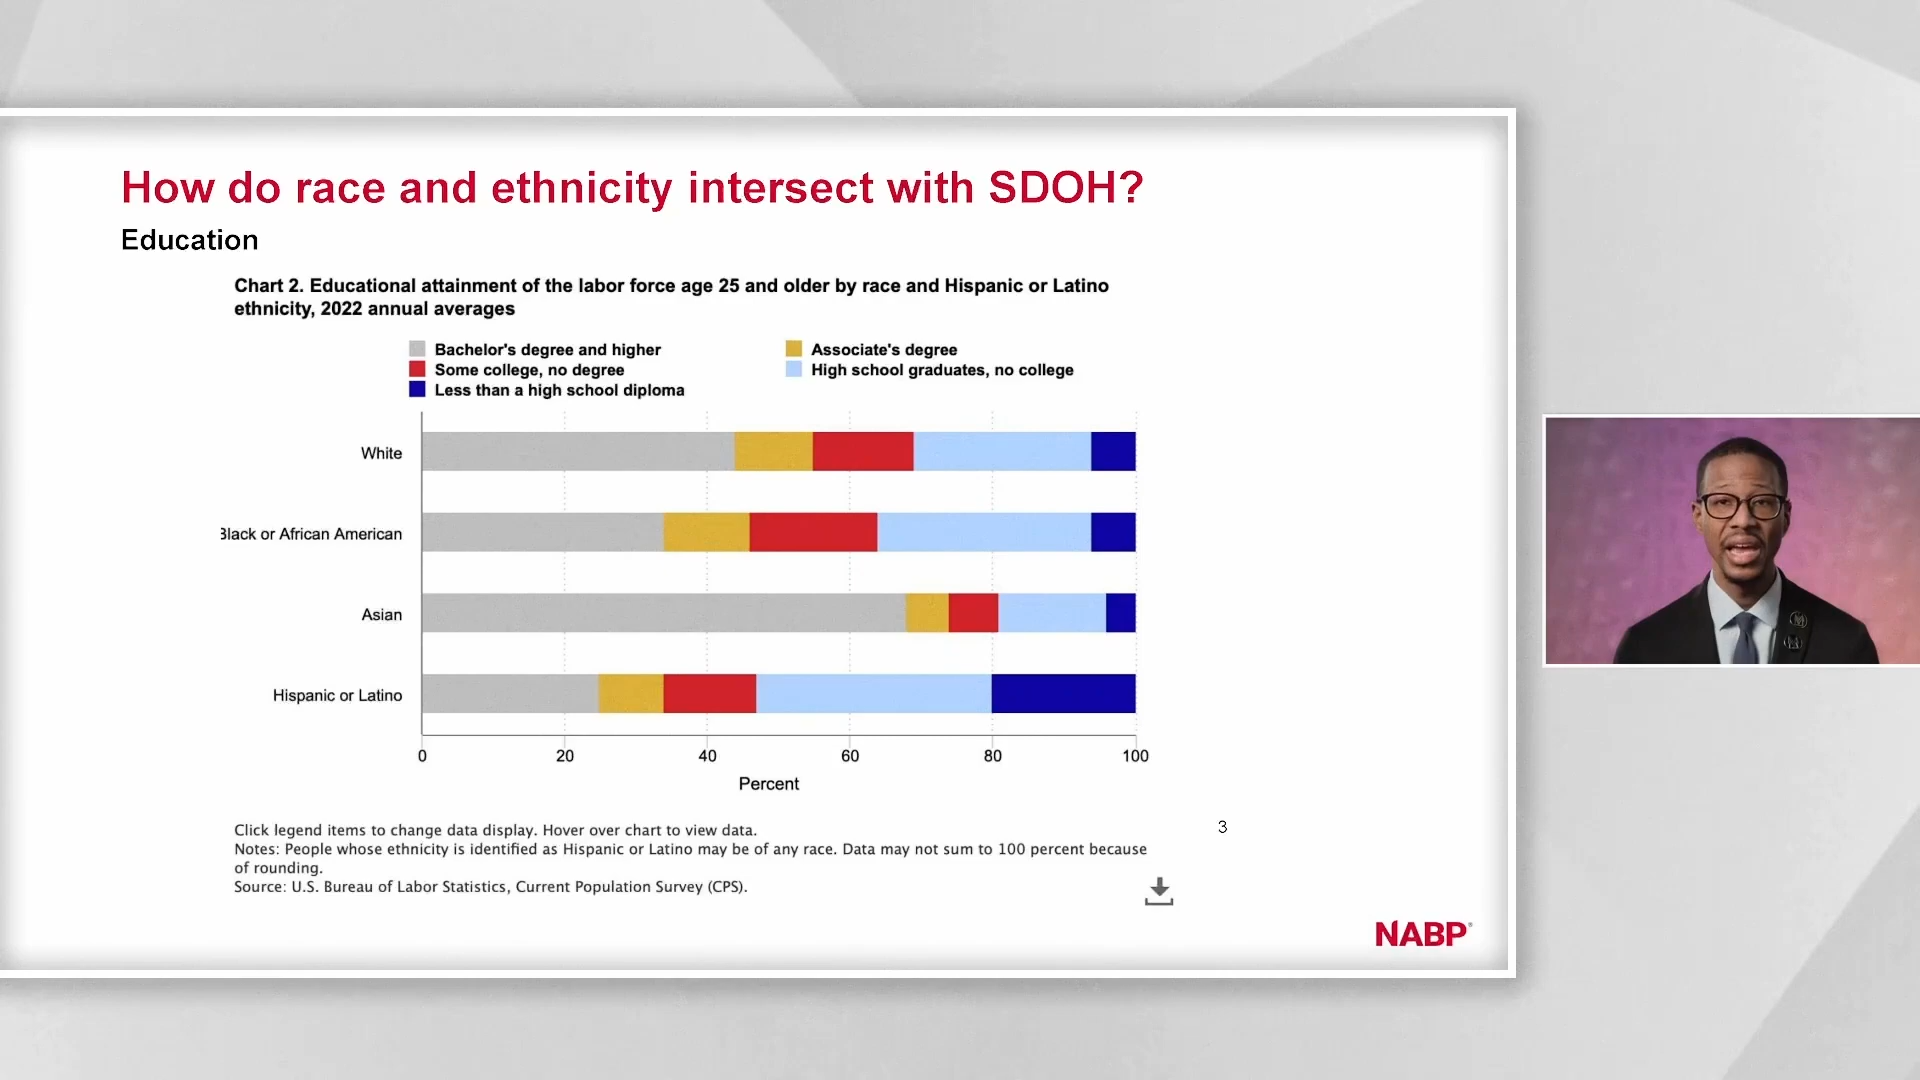 How do race and ethnicity intersect with SDOH?
Education
Chart 2. Educational attainment of the labor force age 25 and older by race and Hispanic or Latino
ethnicity, 2022 annual averages
Bachelor's degree and higher
Associate's degree
Some college, no degree
High school graduates, no college
Less than a high school diploma
White
Black or African American
Asian
Hispanic or Latino
0 20 40 60 80 100
Percent
Click legend items to change data display. Hover over chart to view data.
Notes: People whose ethnicity is identified as Hispanic or Latino may be of any race. Data may not sum to 100 percent because
of rounding.
Source: U.S. Bureau of Labor Statistics, Current Population Survey (CPS).
3
NABP